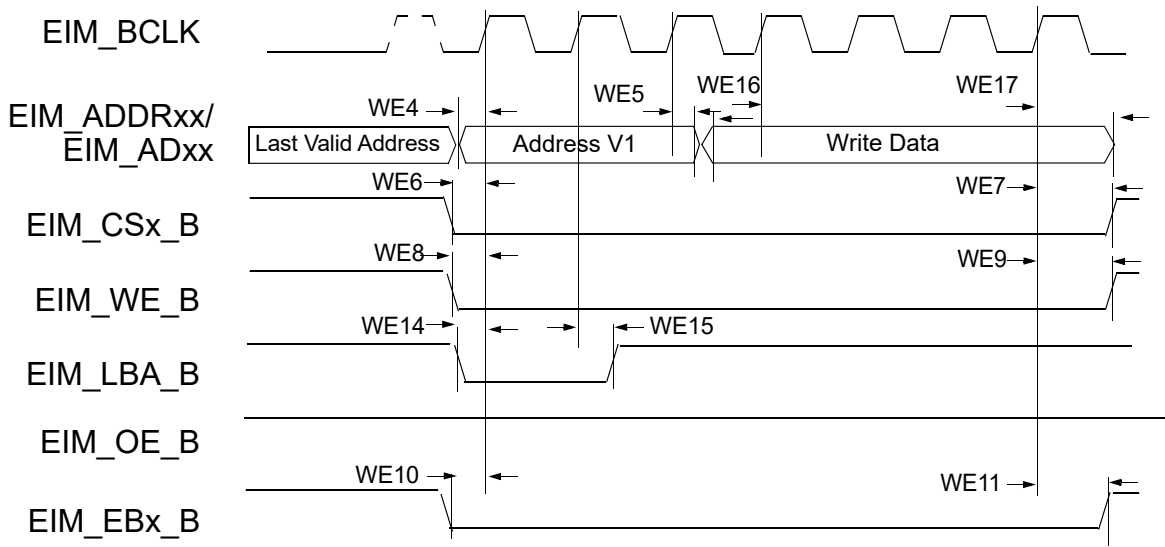 EIM_BCLK
WE4
WE5
WE16
WE17
EIM_ADDRxx/
EIM_ADxx
Last Valid Address
Address V1
Write Data
WE6
WE7
EIM_CSx_B
WE8
WE9
EIM_WE_B
WE14
WE15
EIM_LBA_B
EIM_OE_B
WE10
WE11
EIM_EBx_B